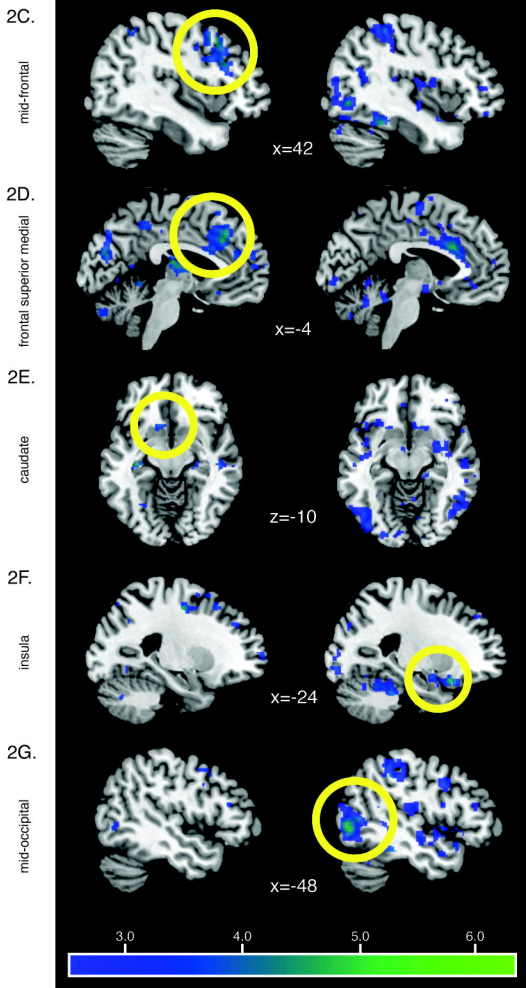 2C.
mid-frontal
x=42
2D.
frontal superior medial
x=-4
2E.
caudate
z=-10
2F.
insula
x=-24
2G.
mid-occipital
x=-48
3.0 4.0 5.0 6.0